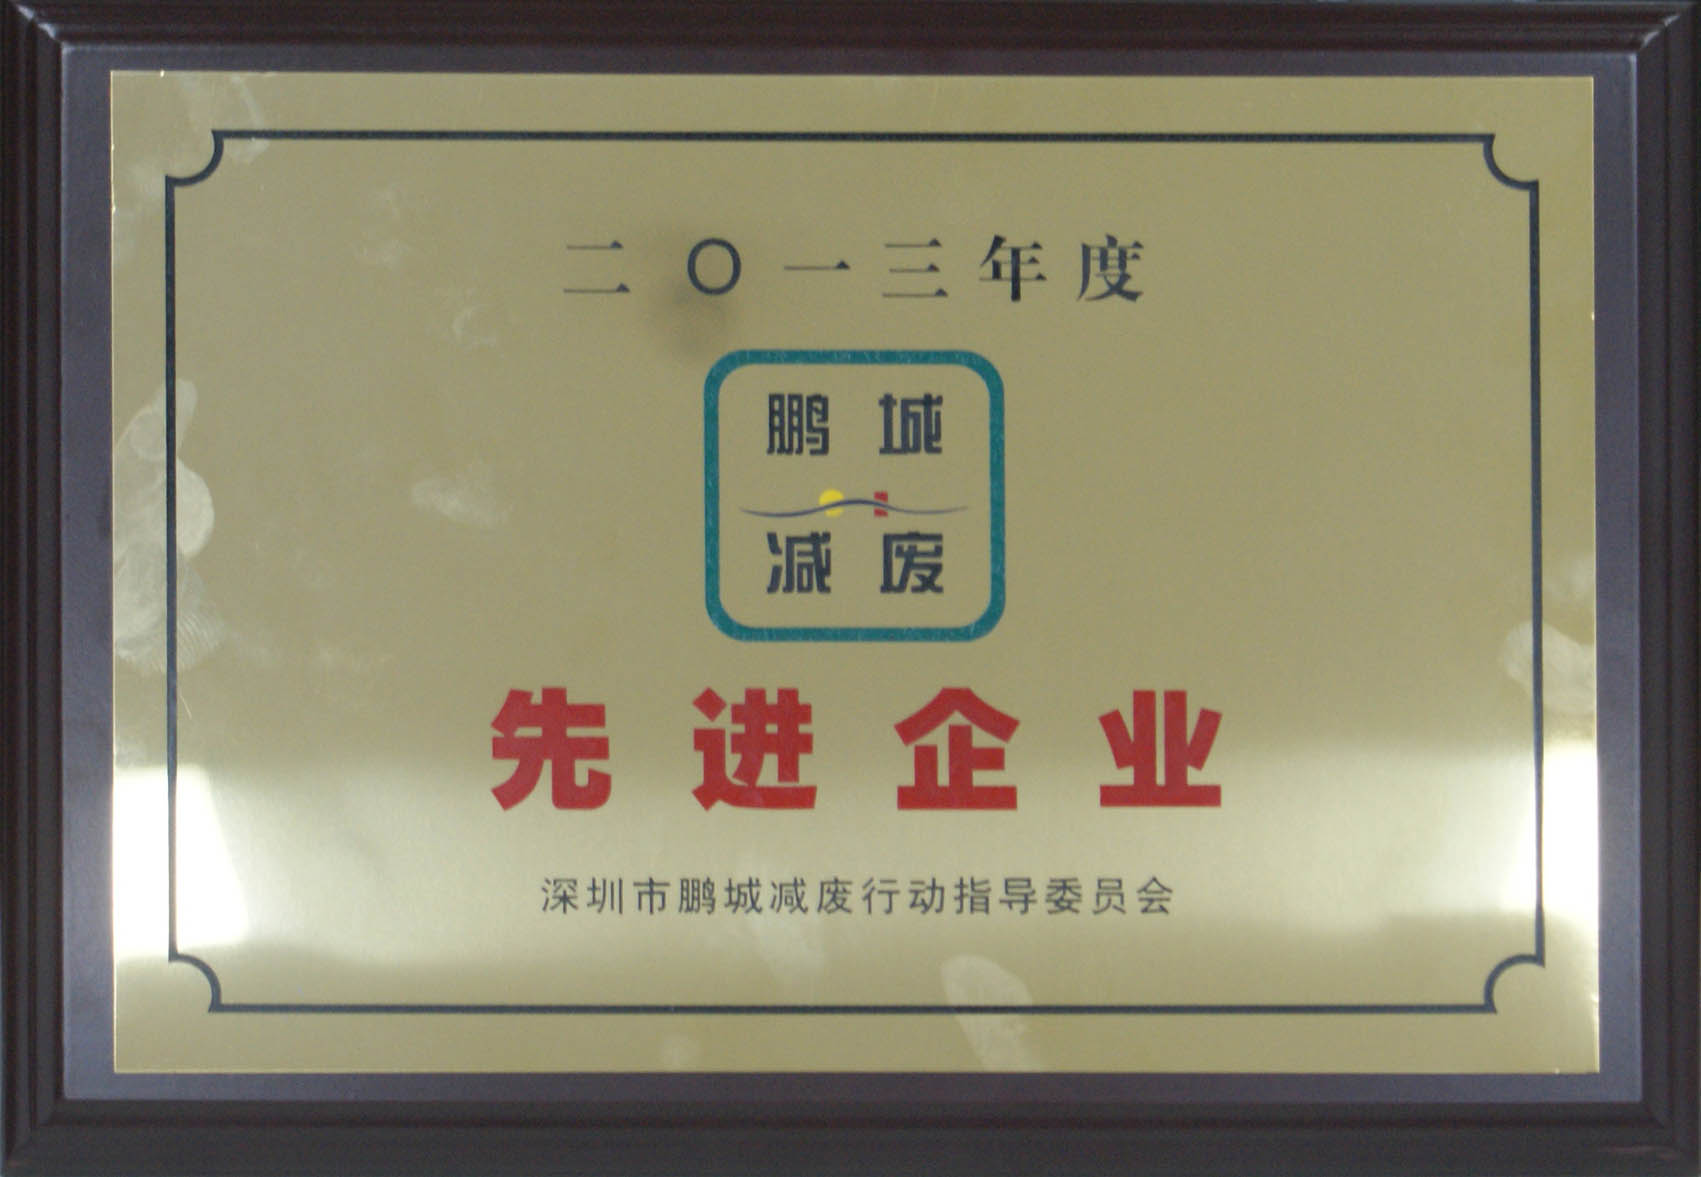 二〇一三年度
鹏城
减废
先进企业
深圳市鹏城减废行动指导委员会